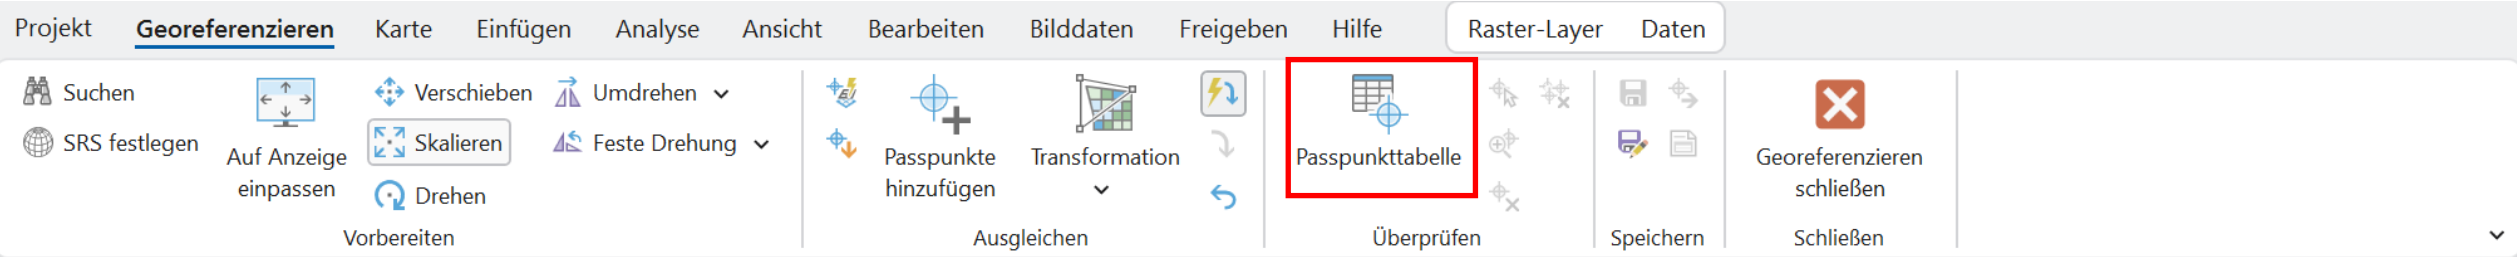 Projekt Georeferenzieren Karte Einfügen Analyse Ansicht Bearbeiten Bilddaten Freigeben Hilfe Raster-Layer Daten
Suchen
SRS festlegen
Auf Anzeige
einpassen
Verschieben
Skalieren
Drehen
Umdrehen
Feste Drehung
Vorbereiten
Passpunkte
hinzufügen
Transformation
Ausgleichen
Passpunkttabelle
Überprüfen
Speichern
Georeferenzieren
schließen
Schließen